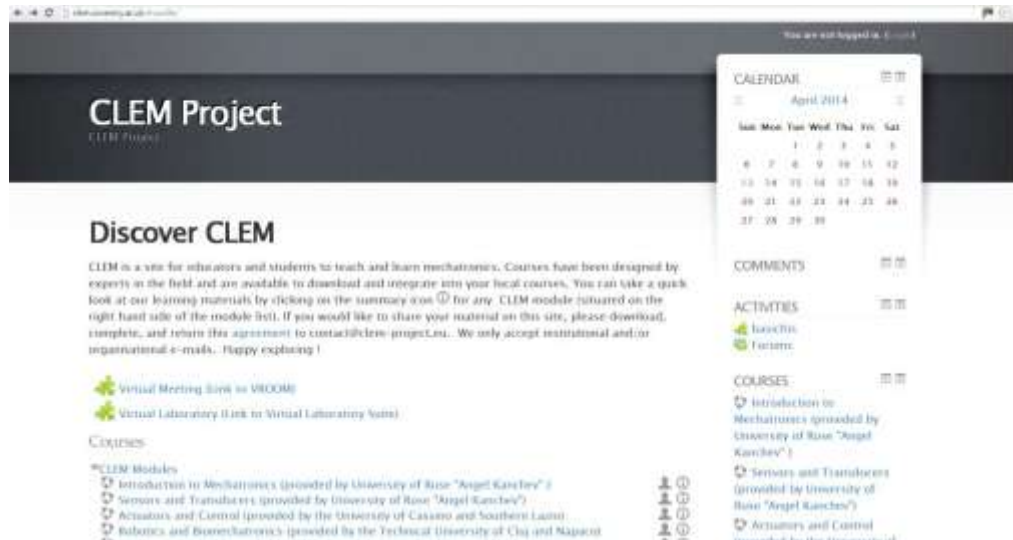 You are not logged in.
CLEM Project
CLEM Project
Discover CLEM
CLEM is a site for educators and students to teach and learn mechatronics. Courses have been designed by
experts in the field and are available to download and integrate into your local courses. You can take a quick
look at our learning materials by clicking on the summary icon for any CLEM module (situated on the
right hand side of the module list). If you would like to share your material on this site, please download,
complete, and return this agreement to contact@clem-project.eu. We only accept institutional and/or
organisational e-mails. Happy exploring !
Virtual Meeting (Link to VROOM)
Virtual Laboratory (Link to Virtual Laboratory Suite)
Courses
CLEM Modules
Introduction to Mechatronics (provided by University of Ruse "Angel Kanchev" )
Sensors and Transducers (provided by University of Ruse "Angel Kanchev")
Actuators and Control (provided by the University of Cassino and Southern Lazio)
Robotics and Biomechatronics (provided by the Technical University of Cluj and Napoca)
CALENDAR
April 2014
Sun Mon Tue Wed Thu Fri Sat
1 2 3 4 5
6 7 8 9 10 11 12
13 14 15 16 17 18 19
20 21 22 23 24 25 26
27 28 29 30
COMMENTS
ACTIVITIES
Forums
COURSES
Introduction to
Mechatronics (provided by
University of Ruse "Angel
Kanchev" )
Sensors and Transducers
(provided by University of
Ruse "Angel Kanchev")
Actuators and Control
(provided by the University of